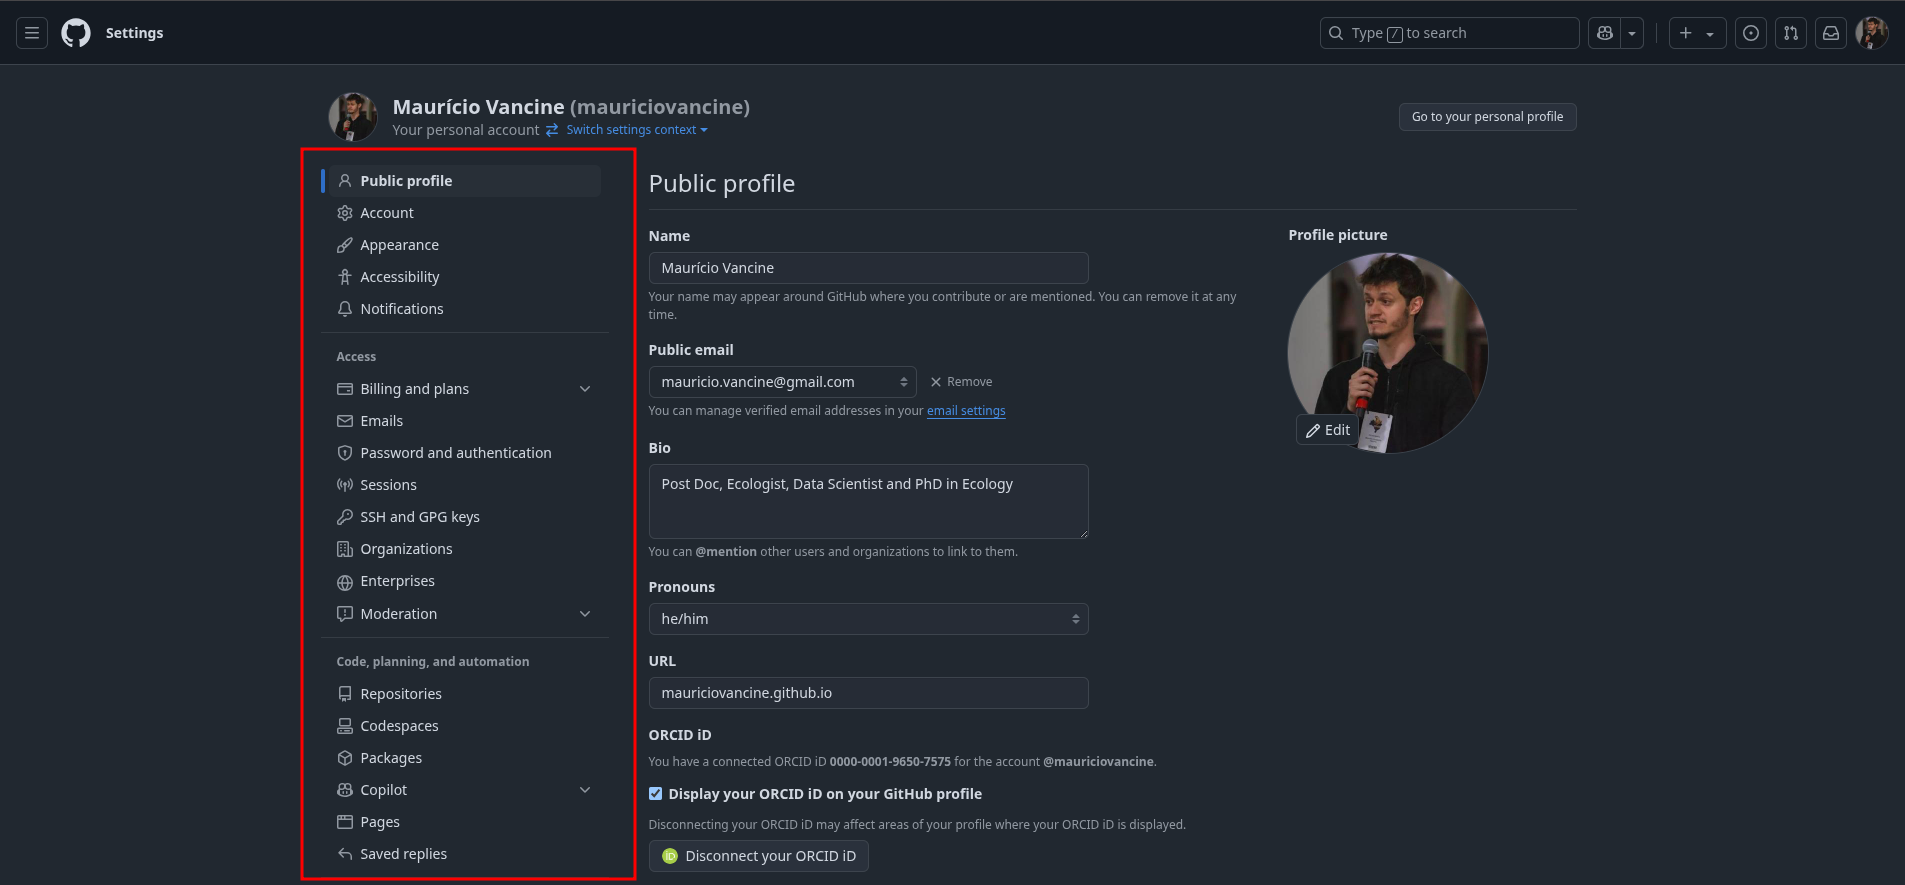 Settings
Type / to search
Maurício Vancine (mauriciovancine)
Your personal account Switch settings context
Go to your personal profile
Public profile
Account
Appearance
Accessibility
Notifications
Access
Billing and plans
Emails
Password and authentication
Sessions
SSH and GPG keys
Organizations
Enterprises
Moderation
Code, planning, and automation
Repositories
Codespaces
Packages
Copilot
Pages
Saved replies
Public profile
Name
Maurício Vancine
Your name may appear around GitHub where you contribute or are mentioned. You can remove it at any
time.
Public email
mauricio.vancine@gmail.com Remove
You can manage verified email addresses in your email settings
Bio
Post Doc, Ecologist, Data Scientist and PhD in Ecology
You can @mention other users and organizations to link to them.
Pronouns
he/him
URL
mauriciovancine.github.io
ORCID iD
You have a connected ORCID iD 0000-0001-9650-7575 for the account @mauriciovancine.
Display your ORCID iD on your GitHub profile
Disconnecting your ORCID iD may affect areas of your profile where your ORCID iD is displayed.
iD Disconnect your ORCID iD
Profile picture
Edit